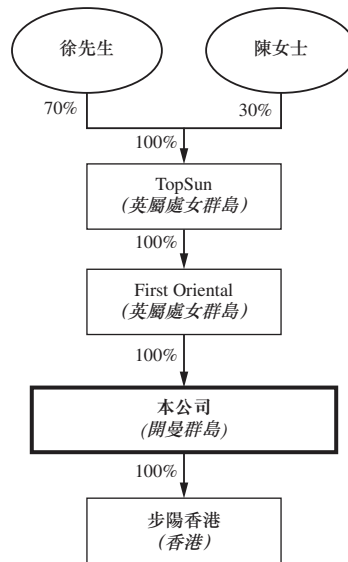 徐先生
陳女士
70%
30%
100%
TopSun
(英屬處女群島)
100%
First Oriental
(英屬處女群島)
100%
本公司
(開曼群島)
100%
步陽香港
(香港)